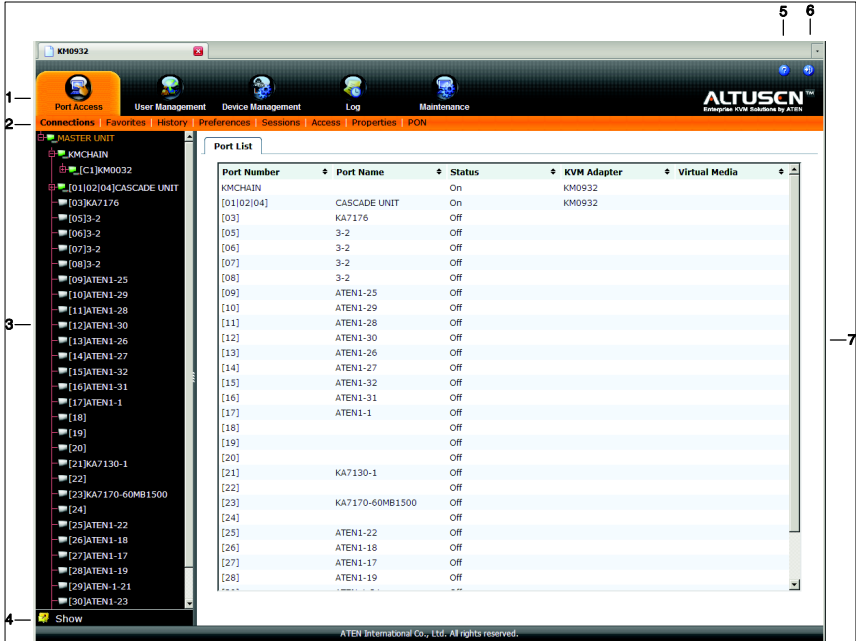 5 6
KM0932
1
Port Access User Management Device Management Log Maintenance
ALTUSEN™
Enterprise KVM Solutions by ATEN
2
Connections | Favorites | History | Preferences | Sessions | Access | Properties | PON
MASTER UNIT
KMCHAIN
[C1]KM0032
[01|02|04]CASCADE UNIT
[03]KA7176
[05]3-2
[06]3-2
[07]3-2
[08]3-2
[09]ATEN1-25
[10]ATEN1-29
[11]ATEN1-28
3
[12]ATEN1-30
[13]ATEN1-26
[14]ATEN1-27
[15]ATEN1-32
[16]ATEN1-31
[17]ATEN1-1
[18]
[19]
[20]
[21]KA7130-1
[22]
[23]KA7170-60MB1500
[24]
[25]ATEN1-22
[26]ATEN1-18
[27]ATEN1-17
[28]ATEN1-19
[29]ATEN-1-21
[30]ATEN1-23
4
Show
Port List
Port Number Port Name Status KVM Adapter Virtual Media
KMCHAIN On KM0932
[01|02|04] CASCADE UNIT On KM0932
[03] KA7176 Off
[05] 3-2 Off
[06] 3-2 Off
[07] 3-2 Off
[08] 3-2 Off
[09] ATEN1-25 Off
[10] ATEN1-29 Off
[11] ATEN1-28 Off
[12] ATEN1-30 Off
[13] ATEN1-26 Off
[14] ATEN1-27 Off
[15] ATEN1-32 Off
[16] ATEN1-31 Off
[17] ATEN1-1 Off
[18] Off
[19] Off
[20] Off
[21] KA7130-1 Off
[22] Off
[23] KA7170-60MB1500 Off
[24] Off
[25] ATEN1-22 Off
[26] ATEN1-18 Off
[27] ATEN1-17 Off
[28] ATEN1-19 Off
7
ATEN International Co., Ltd. All rights reserved.